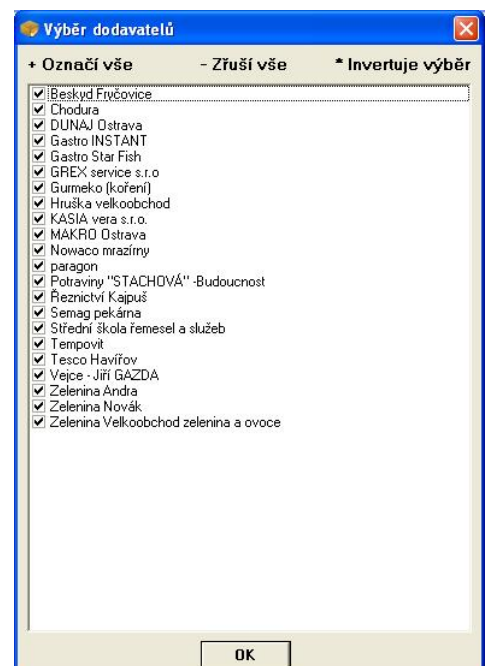 Výběr dodavatelů
+ Označí vše - Zruší vše * Invertuje výběr
Beskyd Fryčovice
Chodura
DUNAJ Ostrava
Gastro INSTANT
Gastro Star Fish
GREX service s.r.o
Gurmeko (koření)
Hruška velkoobchod
KASIA vera s.r.o.
MAKRO Ostrava
Nowaco mrazírny
paragon
Potraviny "STACHOVÁ" -Budoucnost
Řeznictví Kajpuš
Semag pekárna
Střední škola řemesel a služeb
Tempovit
Tesco Havířov
Vejce - Jiří GAZDA
Zelenina Andra
Zelenina Novák
Zelenina Velkoobchod zelenina a ovoce
OK